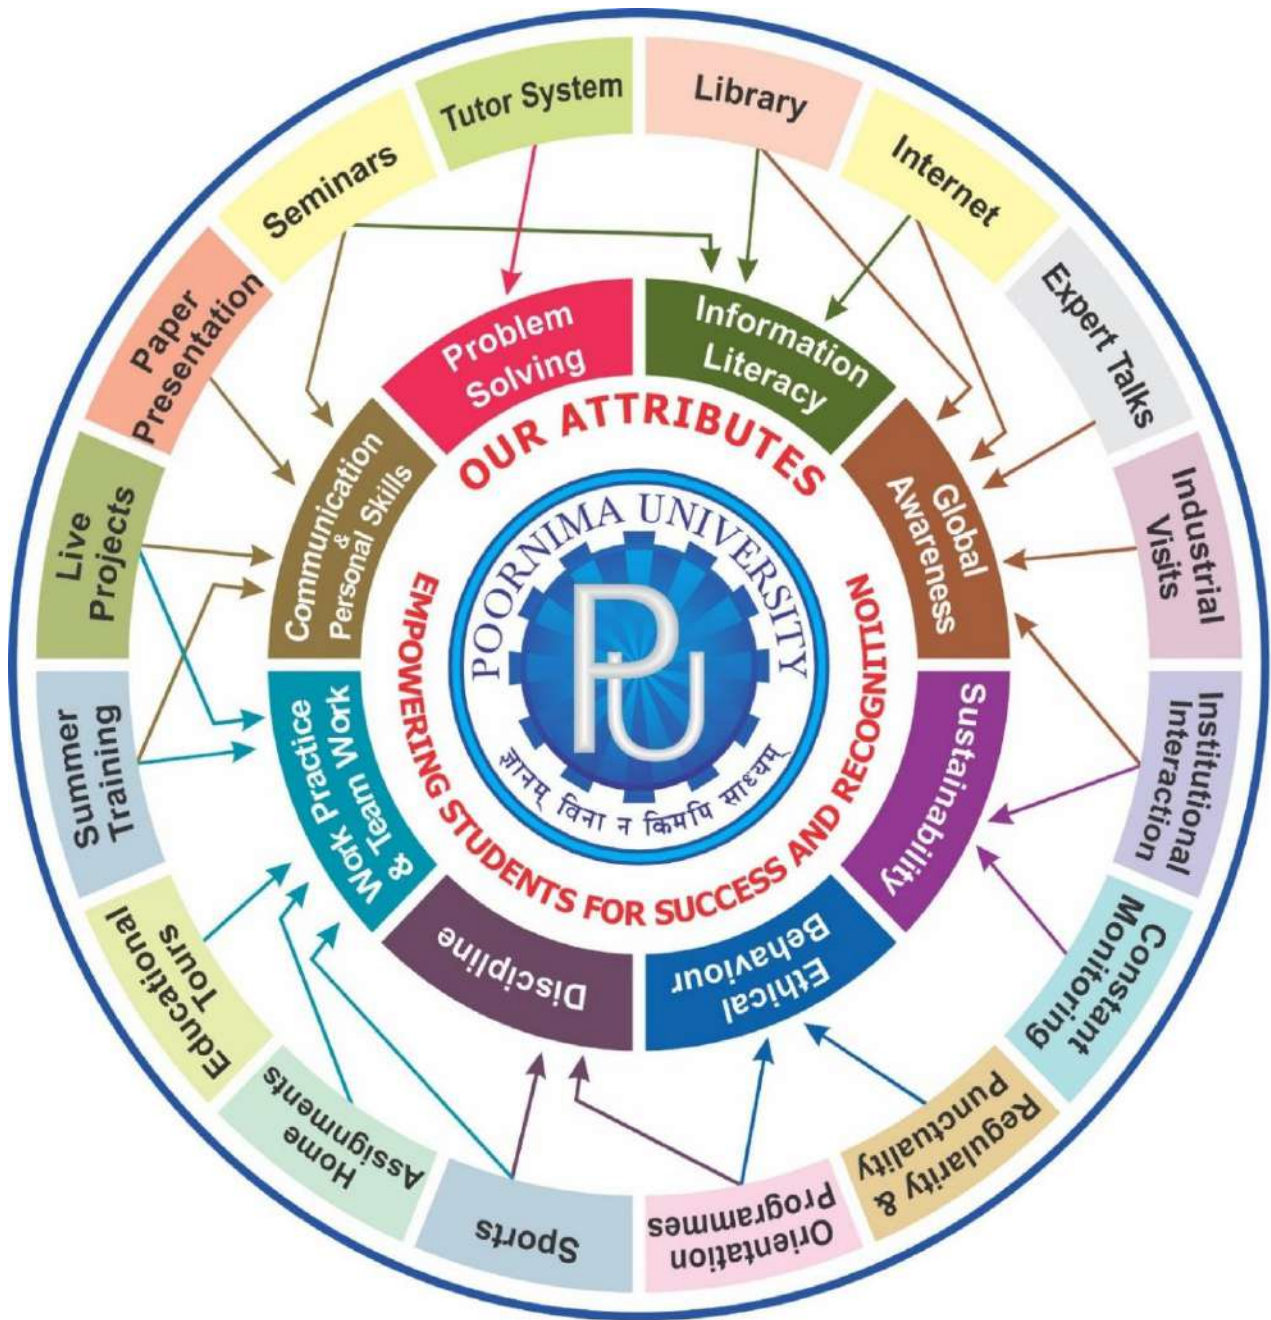 Tutor System
Library
Internet
Expert Talks
Industrial
Visits
Institutional
Interaction
Constant
Monitoring
Regularity &
Punctuality
Orientation
Programmes
Sports
Home
Assignments
Educational
Tours
Summer
Training
Live
Projects
Paper
Presentation
Seminars
Problem
Solving
Information
Literacy
Global
Awareness
Sustainability
Ethical
Behaviour
Discipline
Work Practice
& Team Work
Communication
&
Personal Skills
OUR ATTRIBUTES
EMPOWERING STUDENTS FOR SUCCESS AND RECOGNITION
POORNIMA UNIVERSITY
PU
ज्ञानम् विना न किमपि साध्यम्